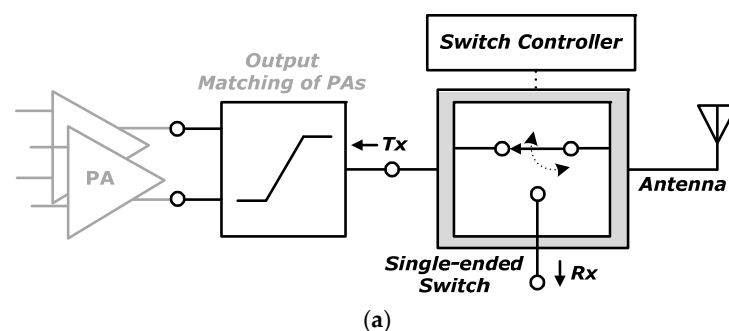 Switch Controller
Output
Matching of PAs
Tx
PA
Antenna
Single-ended
Switch
Rx
(a)